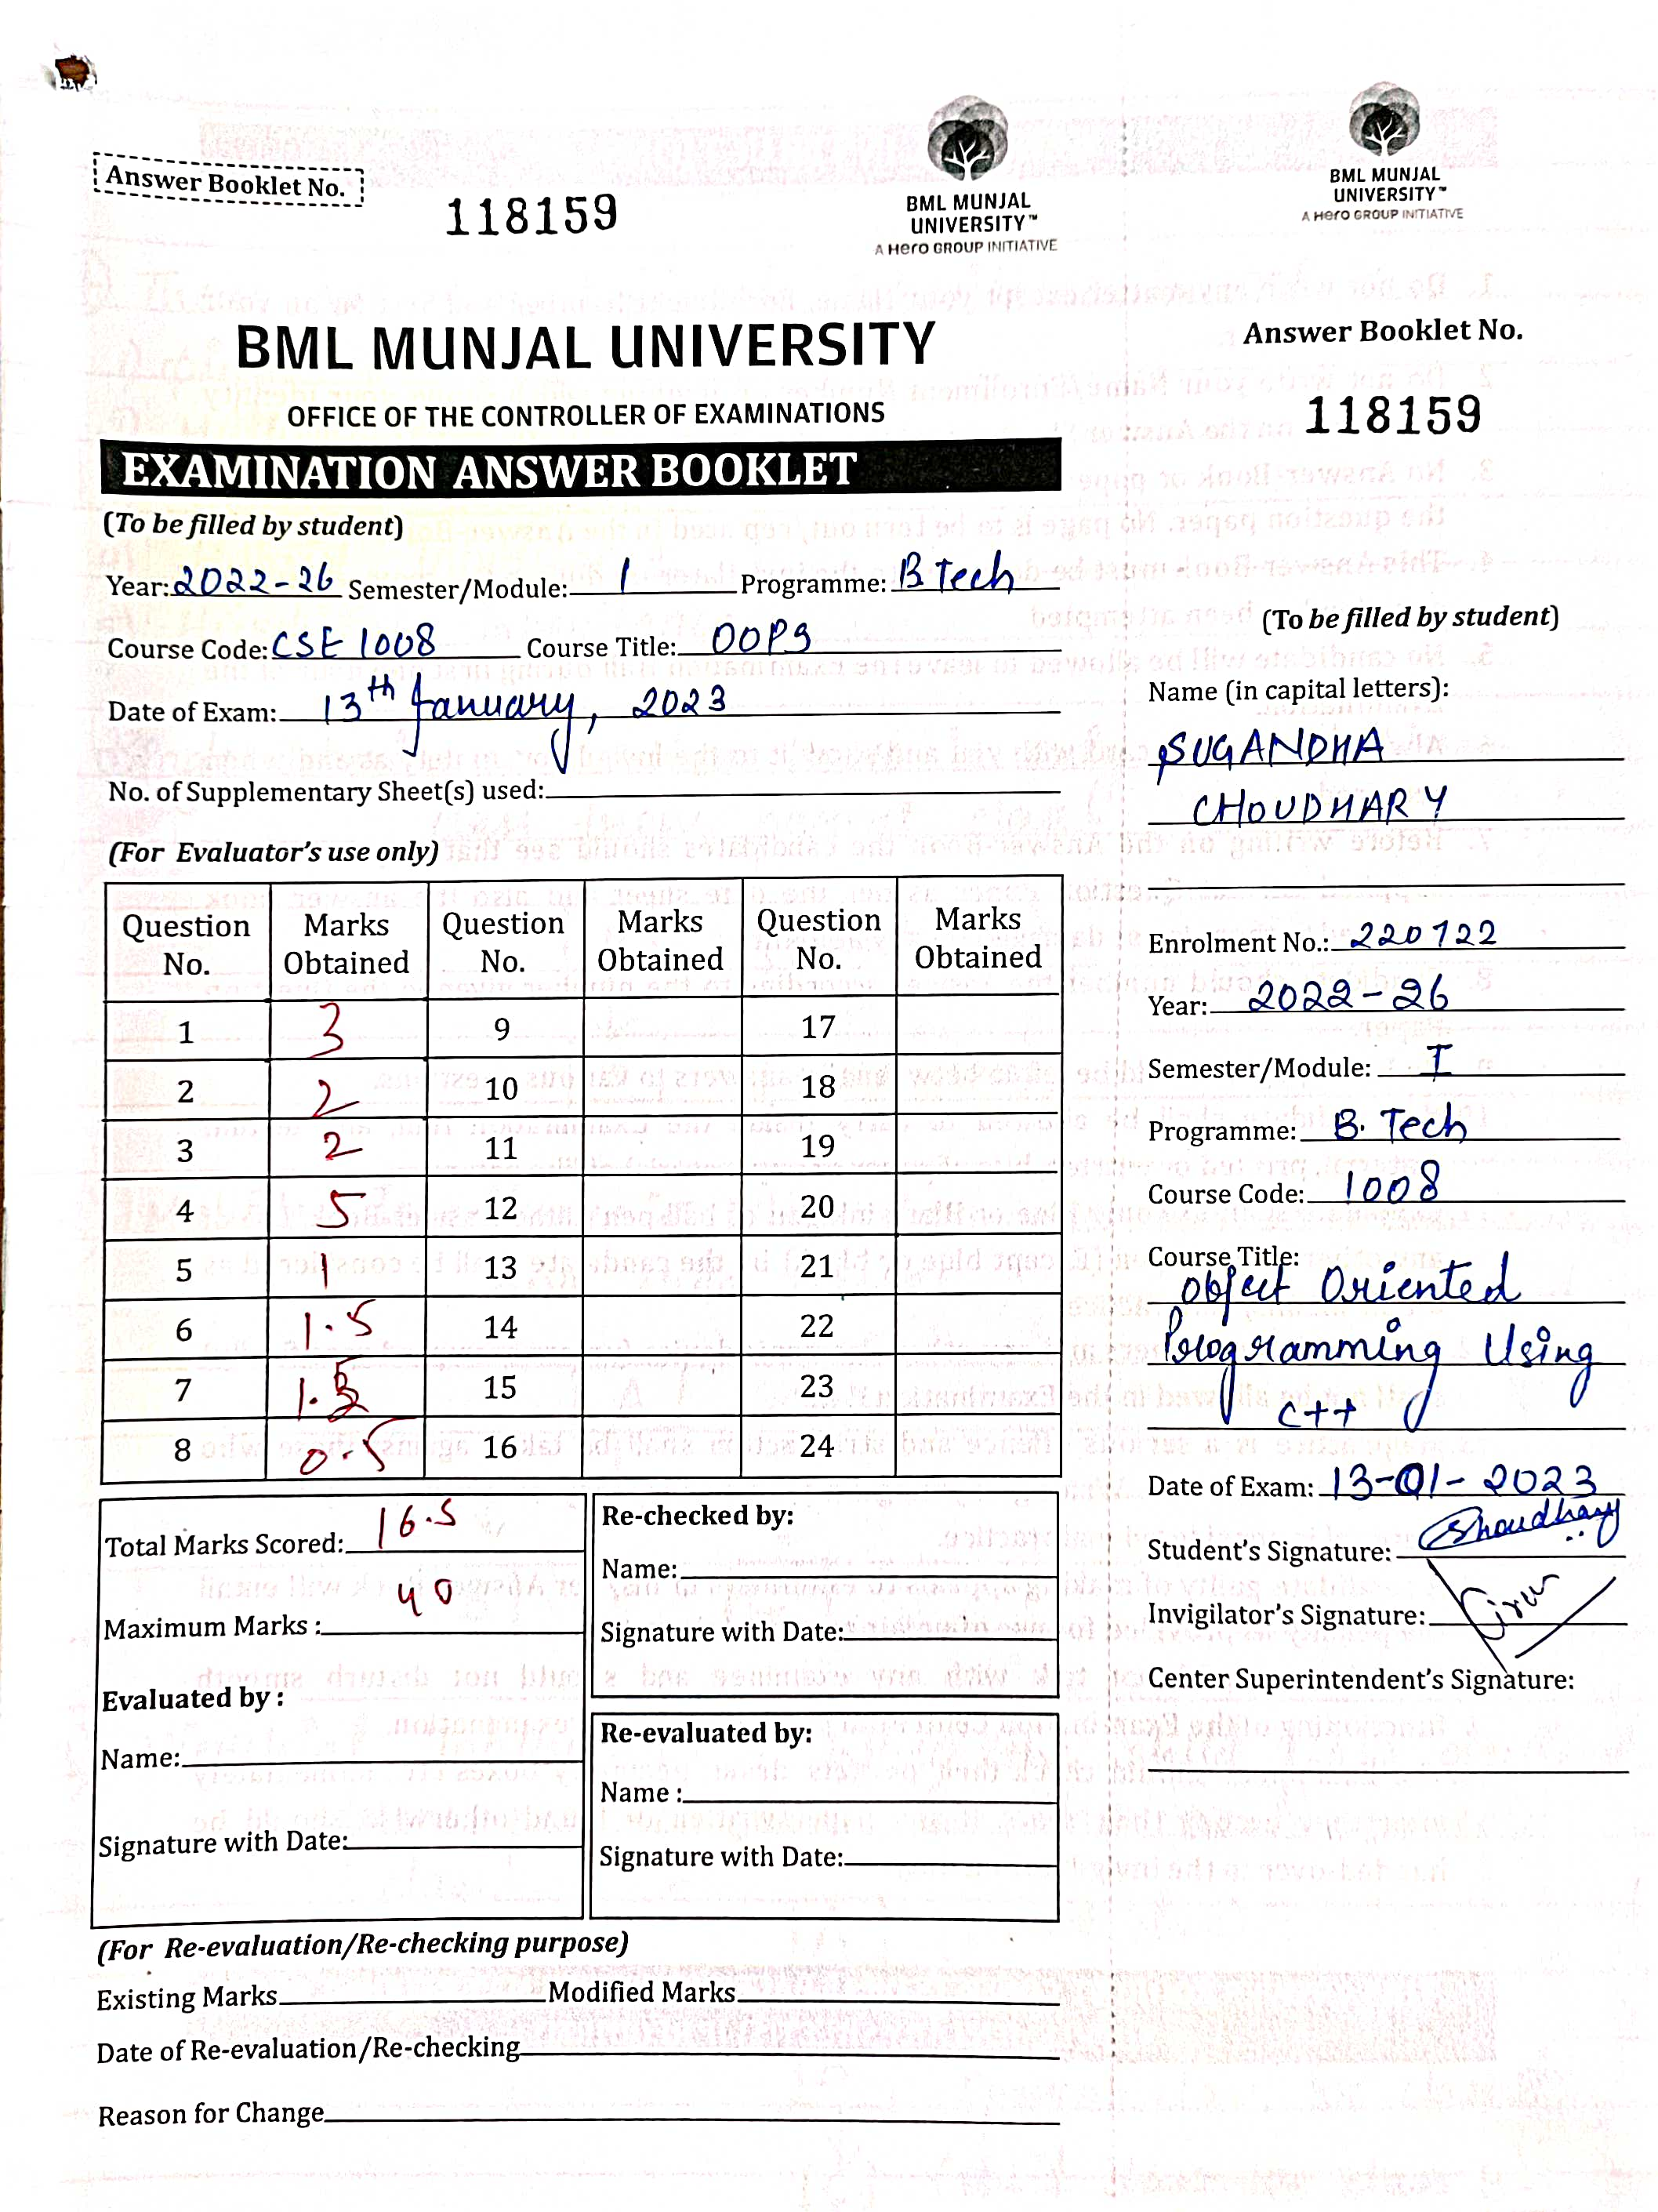 Answer Booklet No.
118159
BML MUNJAL
UNIVERSITY™
A Hero GROUP INITIATIVE
BML MUNJAL UNIVERSITY
OFFICE OF THE CONTROLLER OF EXAMINATIONS
EXAMINATION ANSWER BOOKLET
(To be filled by student)
Year: 2022-26 Semester/Module: 1 Programme: B Tech
Course Code: CSE 1008 Course Title: OOPS
Date of Exam: 13th January, 2023
No. of Supplementary Sheet(s) used:
(For Evaluator's use only)
Question No. Marks Obtained Question No. Marks Obtained Question No. Marks Obtained
1 3 9 17
2 2 10 18
3 2 11 19
4 5 12 20
5 1 13 21
6 1.5 14 22
7 1.5 15 23
8 0.5 16 24
Total Marks Scored: 16.5
Maximum Marks : 40
Evaluated by :
Name:
Signature with Date:
Re-checked by:
Name:
Signature with Date:
Re-evaluated by:
Name :
Signature with Date:
(For Re-evaluation/Re-checking purpose)
Existing Marks Modified Marks
Date of Re-evaluation/Re-checking
Reason for Change
BML MUNJAL
UNIVERSITY™
A Hero GROUP INITIATIVE
Answer Booklet No.
118159
(To be filled by student)
Name (in capital letters):
SUGANDHA
CHOUDHARY
Enrolment No.: 220722
Year: 2022-26
Semester/Module: I
Programme: B. Tech
Course Code: 1008
Course Title:
Object Oriented
Programming Using
C++
Date of Exam: 13-01-2023
Student's Signature: Choudhary
Invigilator's Signature:
Center Superintendent's Signature: